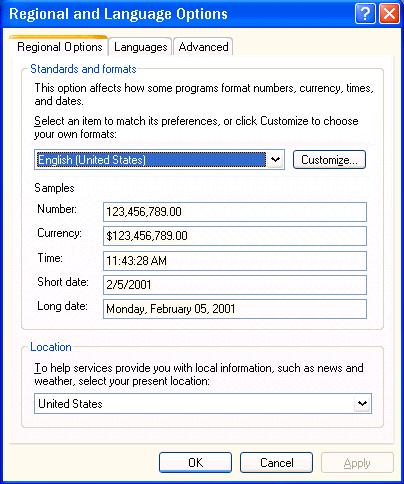 Regional and Language Options
Regional Options Languages Advanced
Standards and formats
This option affects how some programs format numbers, currency, times,
and dates.
Select an item to match its preferences, or click Customize to choose
your own formats:
English (United States) Customize...
Samples
Number: 123,456,789.00
Currency: $123,456,789.00
Time: 11:43:28 AM
Short date: 2/5/2001
Long date: Monday, February 05, 2001
Location
To help services provide you with local information, such as news and
weather, select your present location:
United States
OK Cancel Apply